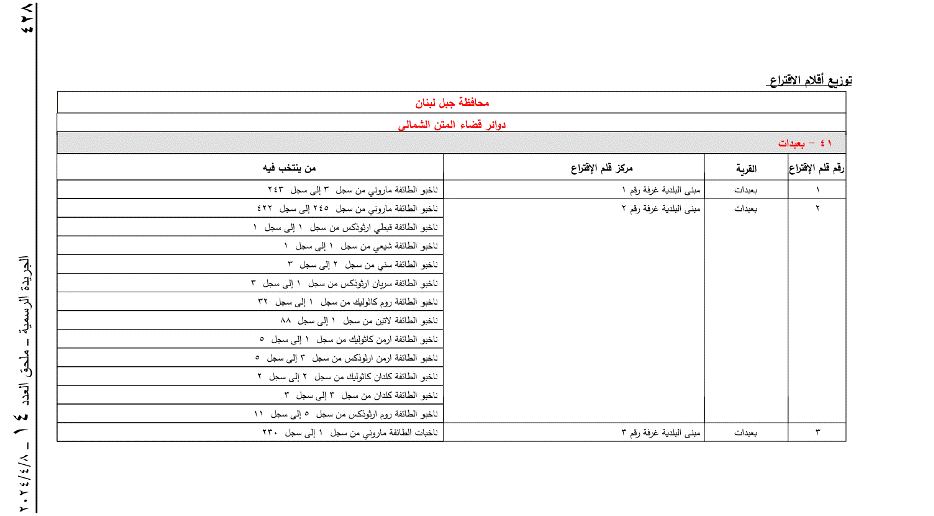 ٤٢٨
الجريدة الرسمية – ملحق العدد ١٤ – ٢٠٢٤/٤/٨
توزيع أقلام الاقتراع
محافظة جبل لبنان
دوائر قضاء المتن الشمالي
٤١ - بعبدات
رقم قلم الإقتراع القرية مركز قلم الإقتراع من ينتخب فيه
١ بعبدات مبنى البلدية غرفة رقم ١ ناخبو الطائفة ماروني من سجل ٣ إلى سجل ٢٤٣
٢ بعبدات مبنى البلدية غرفة رقم ٢ ناخبو الطائفة ماروني من سجل ٢٤٥ إلى سجل ٤٢٢
ناخبو الطائفة قبطي ارثوذكس من سجل ١ إلى سجل ١
ناخبو الطائفة شيعي من سجل ١ إلى سجل ١
ناخبو الطائفة سني من سجل ٢ إلى سجل ٣
ناخبو الطائفة سريان ارثوذكس من سجل ١ إلى سجل ٣
ناخبو الطائفة روم كاثوليك من سجل ١ إلى سجل ٣٢
ناخبو الطائفة لاتين من سجل ١ إلى سجل ٨٨
ناخبو الطائفة ارمن كاثوليك من سجل ١ إلى سجل ٥
ناخبو الطائفة ارمن ارثوذكس من سجل ٣ إلى سجل ٥
ناخبو الطائفة كلدان كاثوليك من سجل ٢ إلى سجل ٢
ناخبو الطائفة كلدان من سجل ٣ إلى سجل ٣
ناخبو الطائفة روم ارثوذكس من سجل ٥ إلى سجل ١١
٣ بعبدات مبنى البلدية غرفة رقم ٣ ناخبات الطائفة ماروني من سجل ١ إلى سجل ٢٣٠